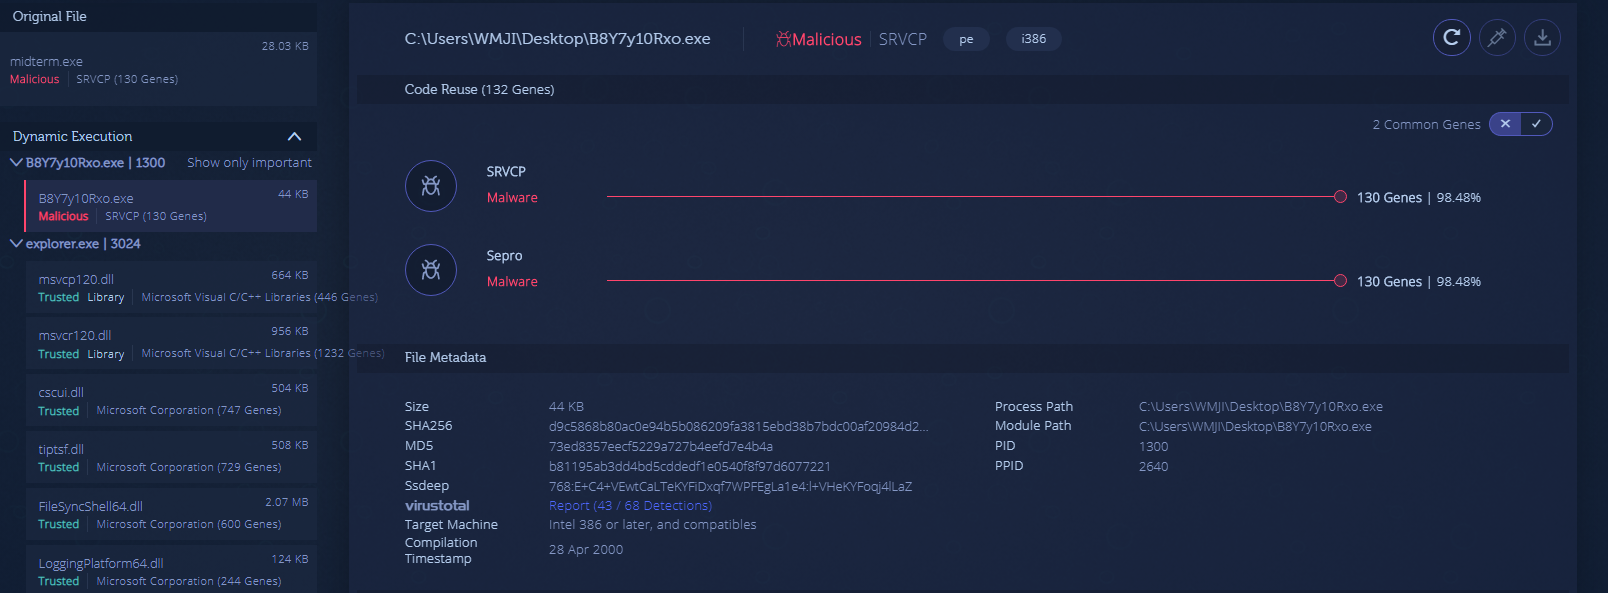 Original File
28.03 KB
midterm.exe
Malicious SRVCP (130 Genes)
Dynamic Execution
B8Y7y10Rxo.exe | 1300 Show only important
B8Y7y10Rxo.exe 44 KB
Malicious SRVCP (130 Genes)
explorer.exe | 3024
msvcp120.dll 664 KB
Trusted Library Microsoft Visual C/C++ Libraries (446 Genes)
msvcr120.dll 956 KB
Trusted Library Microsoft Visual C/C++ Libraries (1232 Genes)
cscui.dll 504 KB
Trusted Microsoft Corporation (747 Genes)
tiptsf.dll 508 KB
Trusted Microsoft Corporation (729 Genes)
FileSyncShell64.dll 2.07 MB
Trusted Microsoft Corporation (600 Genes)
LoggingPlatform64.dll 124 KB
Trusted Microsoft Corporation (244 Genes)
C:\Users\WMJI\Desktop\B8Y7y10Rxo.exe Malicious SRVCP pe i386
Code Reuse (132 Genes)
2 Common Genes
SRVCP
Malware 130 Genes | 98.48%
Sepro
Malware 130 Genes | 98.48%
File Metadata
Size 44 KB
SHA256 d9c5868b80ac0e94b5b086209fa3815ebd38b7bdc00af20984d2...
MD5 73ed8357eecf5229a727b4eefd7e4b4a
SHA1 b81195ab3dd4bd5cddedf1e0540f8f97d6077221
Ssdeep 768:E+C4+VEwtCaLTeKYFiDxqf7WPFEgLa1e4:l+VHeKYFoqj4lLaZ
virustotal Report (43 / 68 Detections)
Target Machine Intel 386 or later, and compatibles
Compilation
Timestamp 28 Apr 2000
Process Path C:\Users\WMJI\Desktop\B8Y7y10Rxo.exe
Module Path C:\Users\WMJI\Desktop\B8Y7y10Rxo.exe
PID 1300
PPID 2640